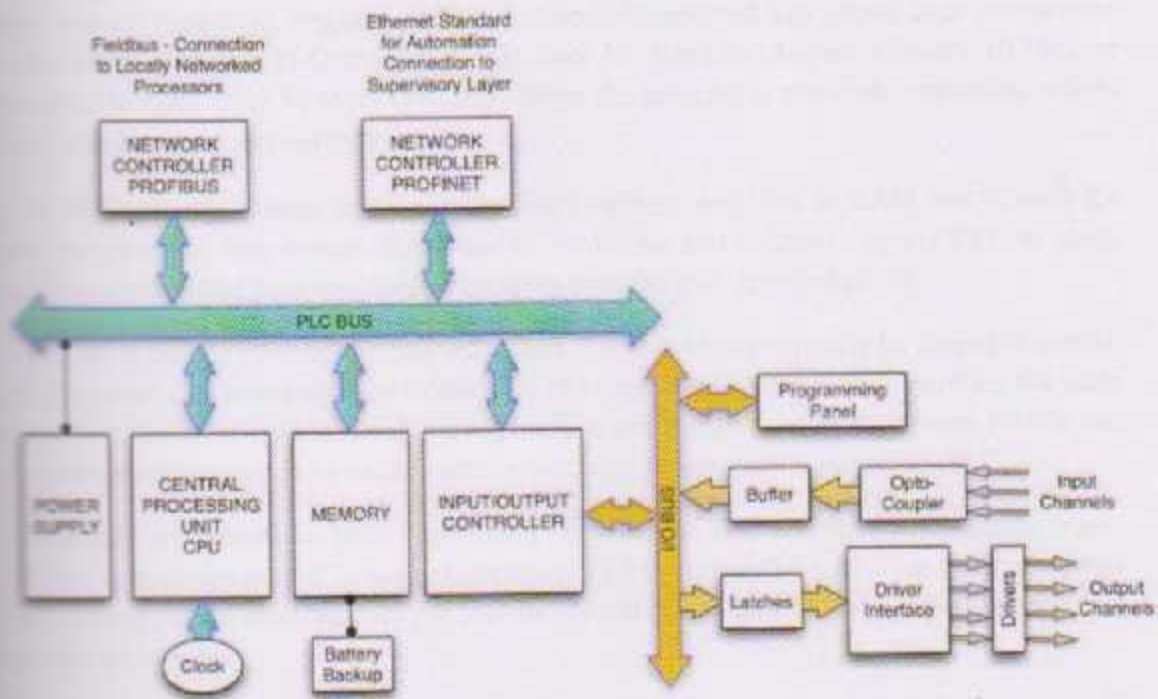 Fieldbus - Connection
to Locally Networked
Processors
Ethernet Standard
for Automation
Connection to
Supervisory Layer
NETWORK
CONTROLLER
PROFIBUS
NETWORK
CONTROLLER
PROFINET
PLC BUS
POWER
SUPPLY
CENTRAL
PROCESSING
UNIT
CPU
MEMORY
INPUT/OUTPUT
CONTROLLER
I/O BUS
Programming
Panel
Buffer
Opto-
Coupler
Input
Channels
Latches
Driver
Interface
Drivers
Output
Channels
Clock
Battery
Backup